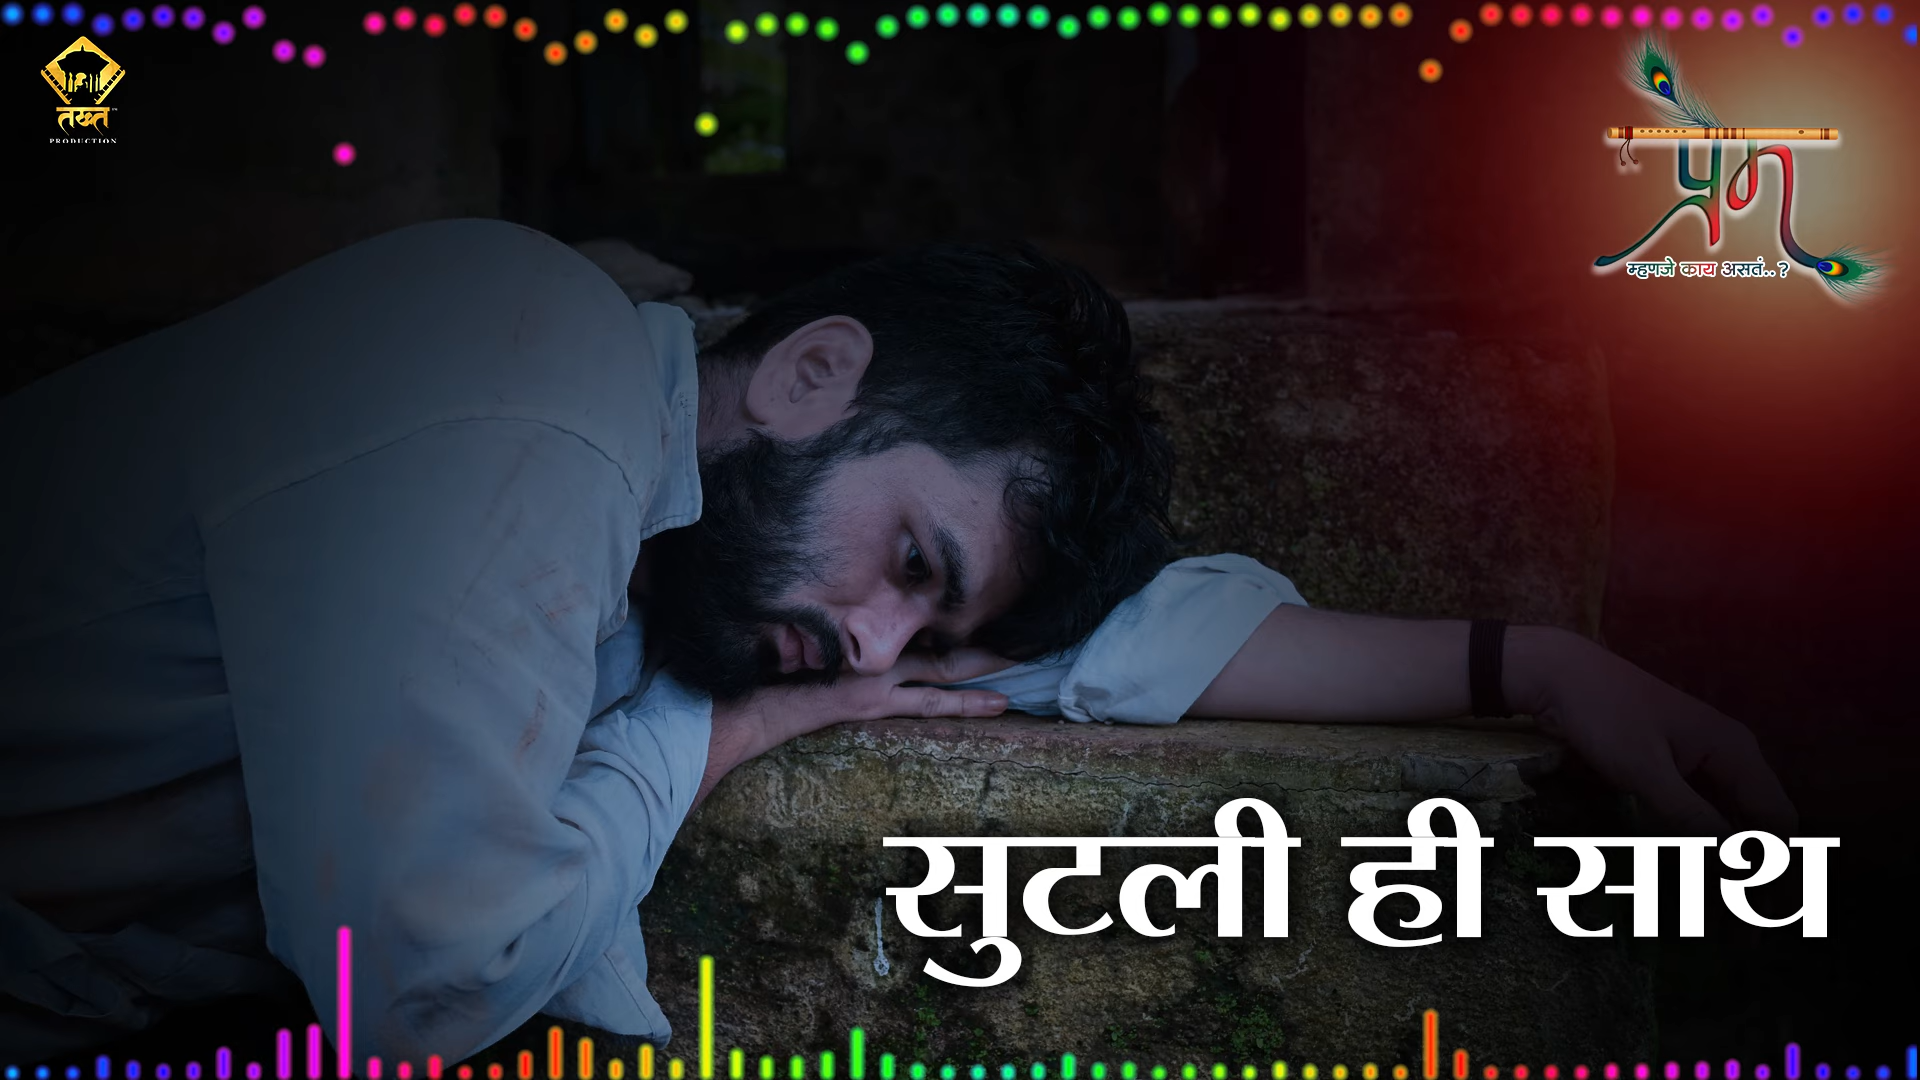 तख्त
PRODUCTION
प्रेम
म्हणजे काय असतं..?
सुटली ही साथ